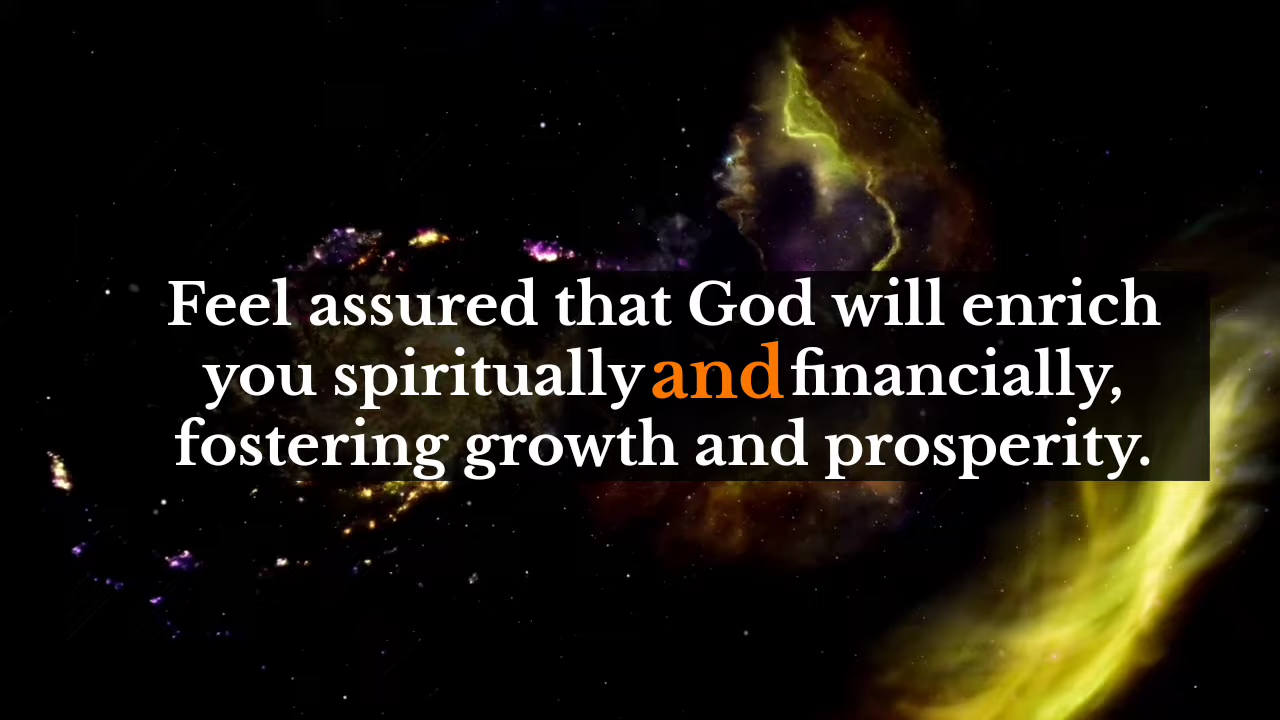 Feel assured that God will enrich
you spiritually and financially,
fostering growth and prosperity.